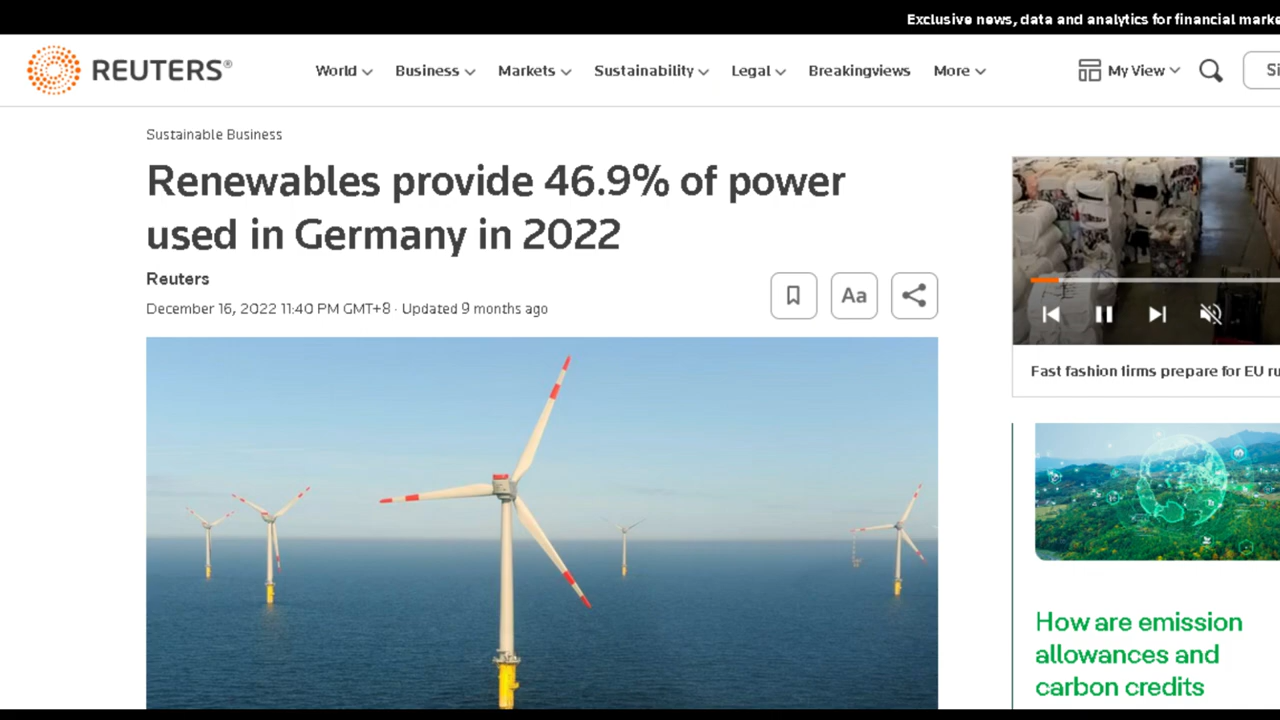 Exclusive news, data and analytics for financial
REUTERS®
World Business Markets Sustainability Legal Breakingviews More My View
Sustainable Business
Renewables provide 46.9% of power
used in Germany in 2022
Reuters
December 16, 2022 11:40 PM GMT+8 · Updated 9 months ago
Aa
Fast fashion firms prepare for EU
How are emission
allowances and
carbon credits